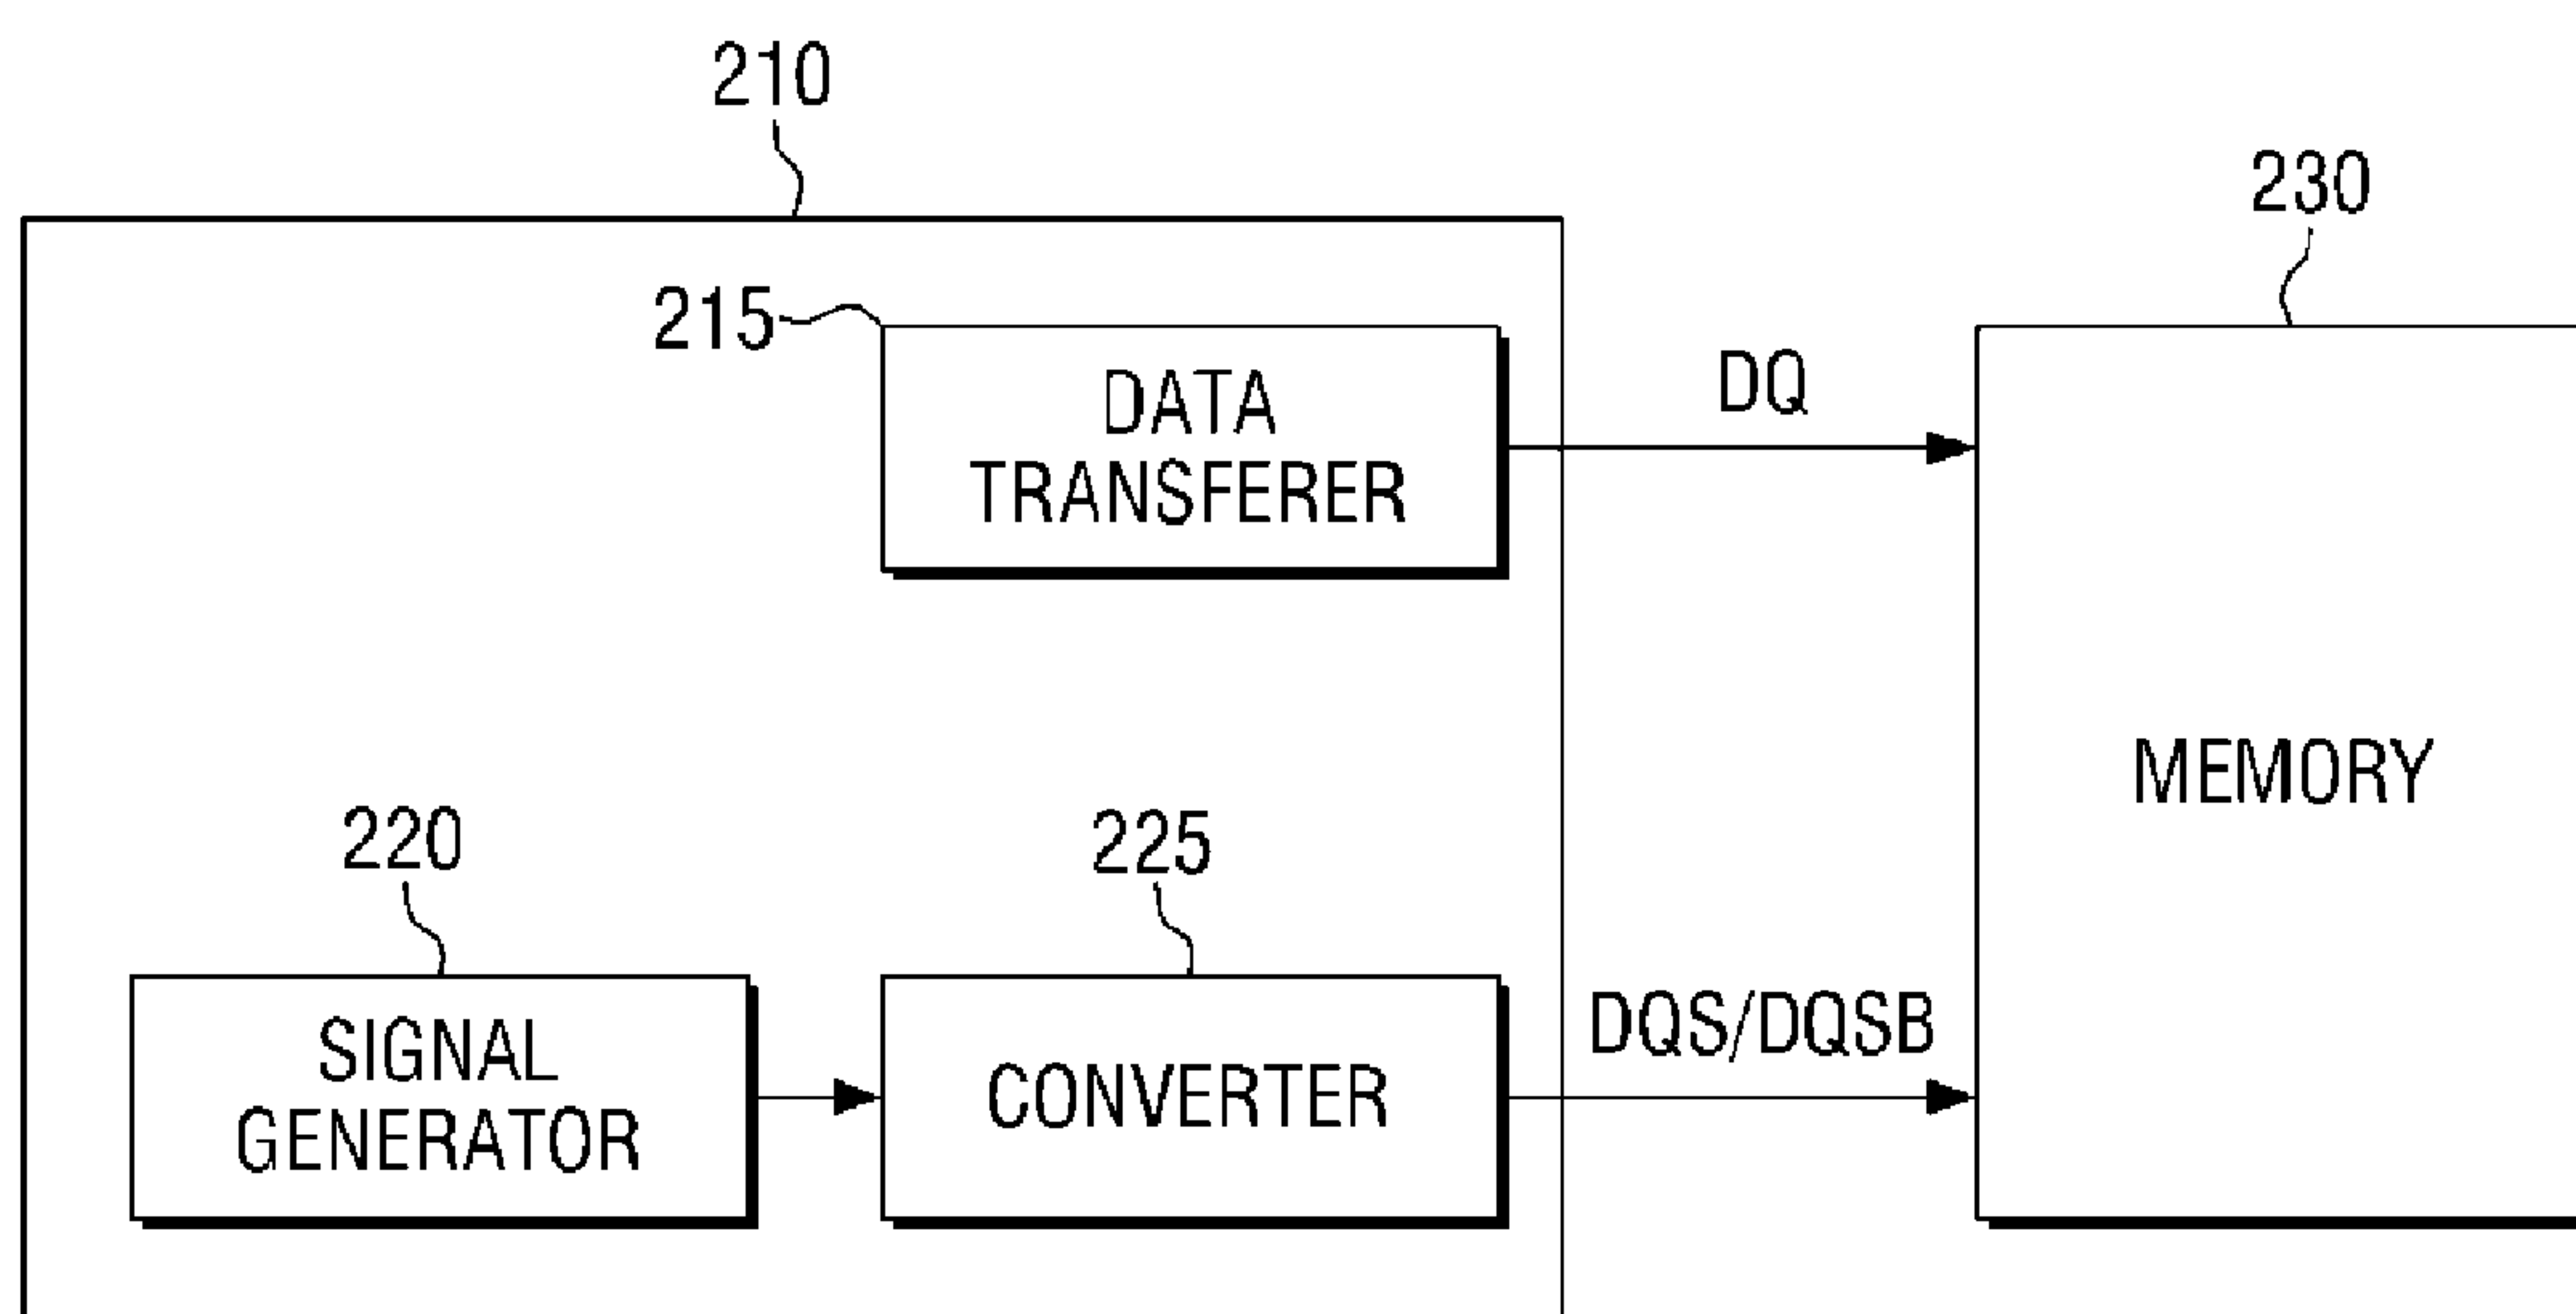 210
230
215
DATA
TRANSFERER
DQ
MEMORY
220
225
SIGNAL
GENERATOR
CONVERTER
DQS/DQSB